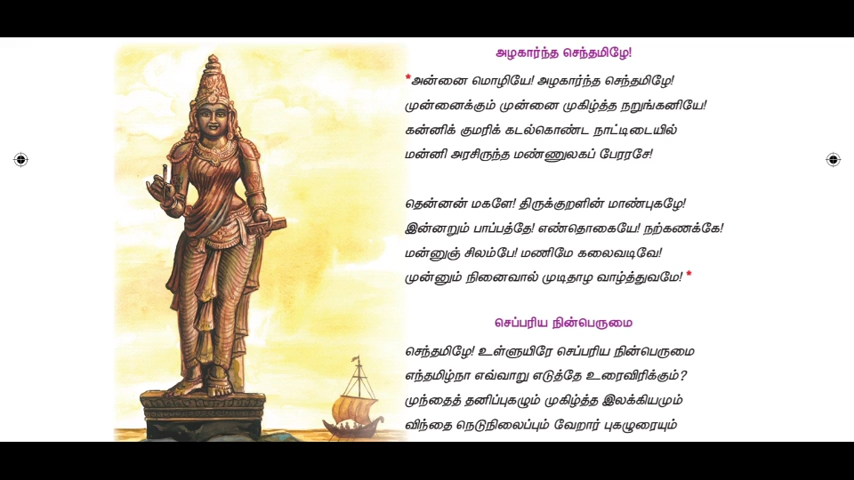 அழகார்ந்த செந்தமிழே!
*அன்னை மொழியே! அழகார்ந்த செந்தமிழே!
முன்னைக்கும் முன்னை முகிழ்த்த நறுங்கனியே!
கன்னிக் குமரிக் கடல்கொண்ட நாட்டிடையில்
மன்னி அரசிருந்த மண்ணுலகப் பேரரசே!
தென்னன் மகளே! திருக்குறளின் மாண்புகழே!
இன்னறும் பாப்பத்தே! எண்தொகையே! நற்கணக்கே!
மன்னுஞ் சிலம்பே! மணிமே கலைவடிவே!
முன்னும் நினைவால் முடிதாழ வாழ்த்துவமே! *
செப்பரிய நின்பெருமை
செந்தமிழே! உள்ளுயிரே செப்பரிய நின்பெருமை
எந்தமிழ்நா எவ்வாறு எடுத்தே உரைவிரிக்கும்?
முந்தைத் தனிப்புகழும் முகிழ்த்த இலக்கியமும்
விந்தை நெடுநிலைப்பும் வேறார் புகழுரையும்